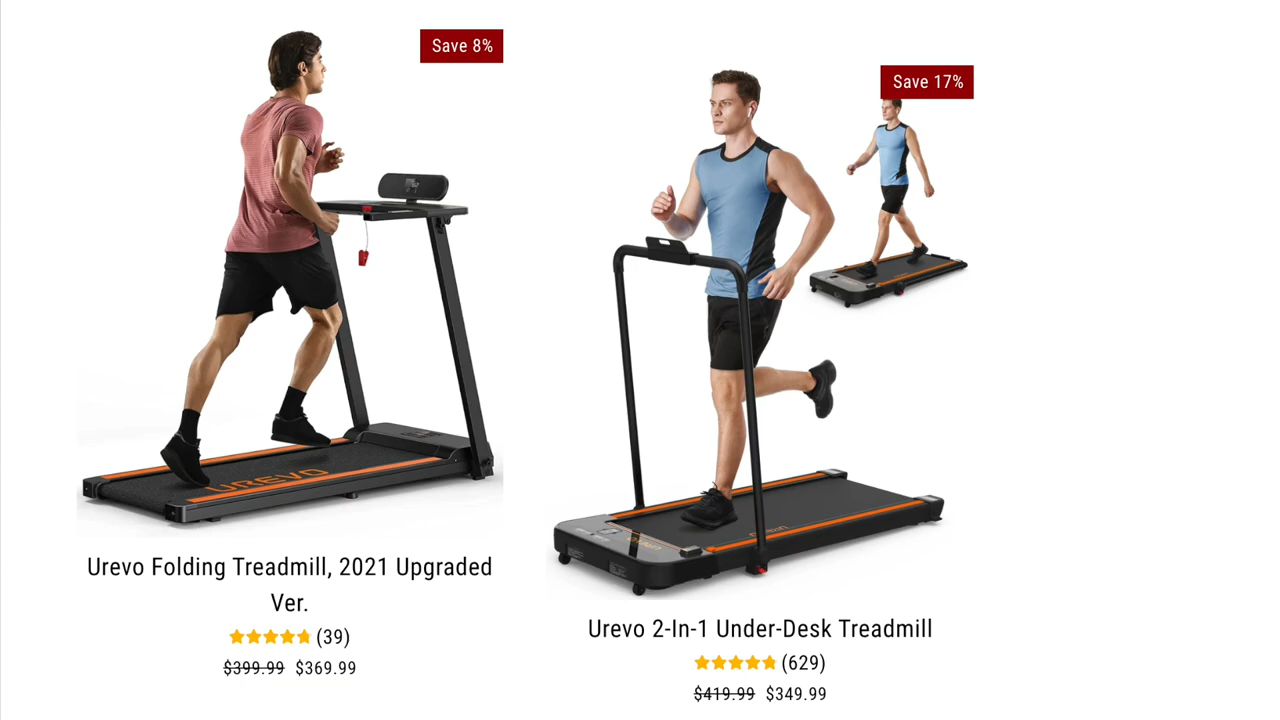 Save 8%
UREVO
Urevo Folding Treadmill, 2021 Upgraded
Ver.
(39)
$399.99 $369.99
Save 17%
Urevo 2-In-1 Under-Desk Treadmill
(629)
$419.99 $349.99